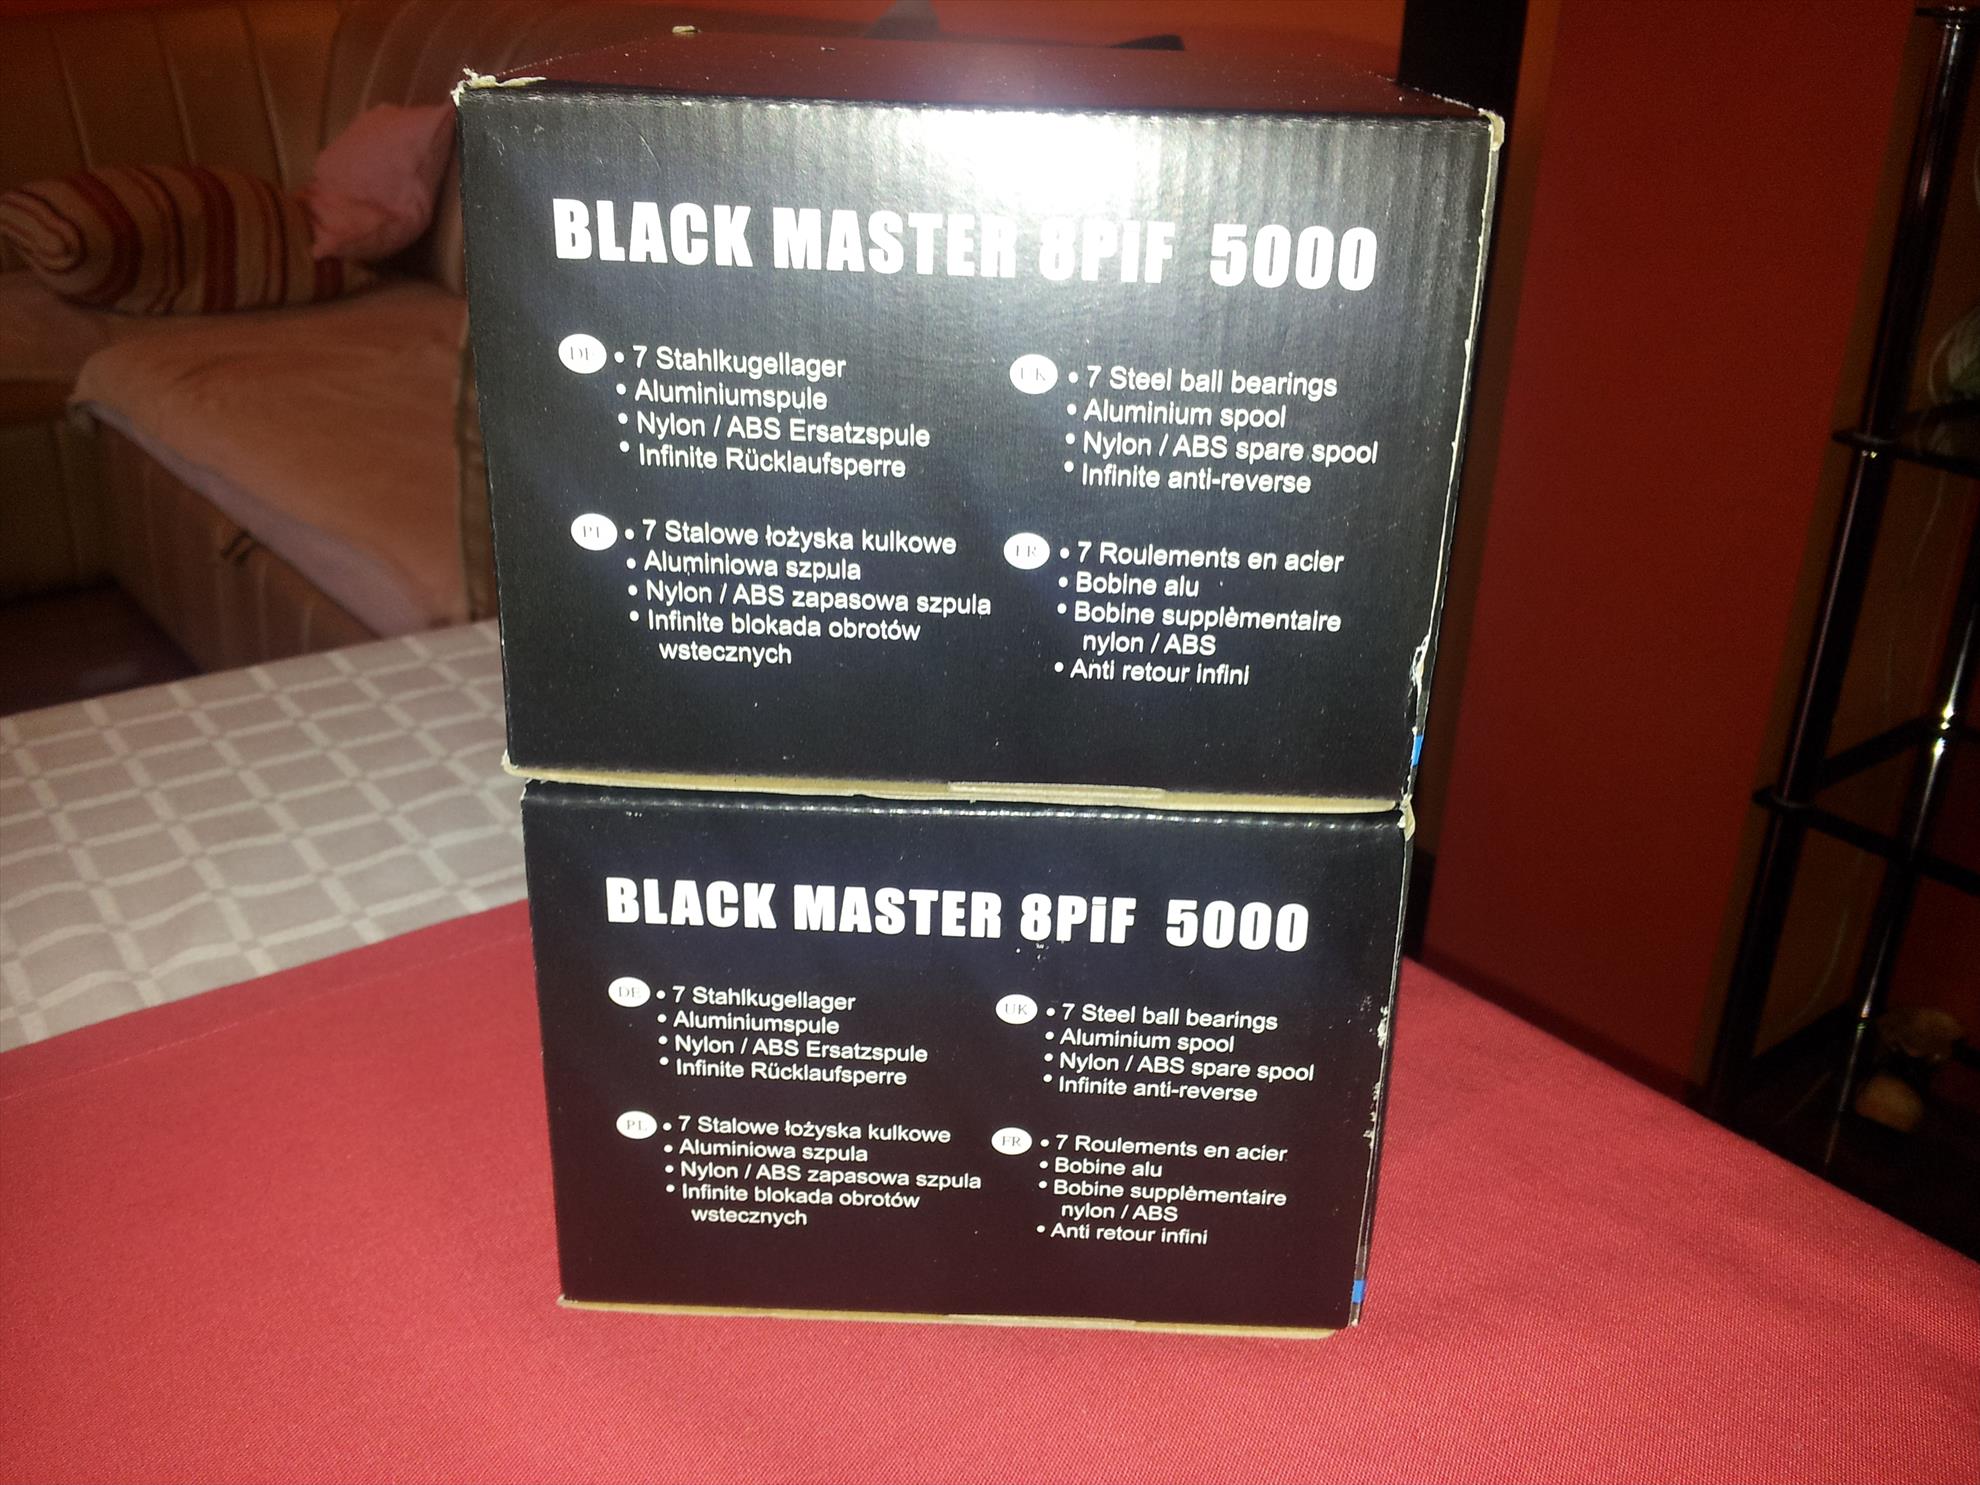 BLACK MASTER 8PiF 5000
DE
• 7 Stahlkugellager
• Aluminiumspule
• Nylon / ABS Ersatzspule
• Infinite Rücklaufsperre
UK
• 7 Steel ball bearings
• Aluminium spool
• Nylon / ABS spare spool
• Infinite anti-reverse
PL
• 7 Stalowe łożyska kulkowe
• Aluminiowa szpula
• Nylon / ABS zapasowa szpula
• Infinite blokada obrotów
wstecznych
FR
• 7 Roulements en acier
• Bobine alu
• Bobine supplèmentaire
nylon / ABS
• Anti retour infini
BLACK MASTER 8PiF 5000
DE
• 7 Stahlkugellager
• Aluminiumspule
• Nylon / ABS Ersatzspule
• Infinite Rücklaufsperre
UK
• 7 Steel ball bearings
• Aluminium spool
• Nylon / ABS spare spool
• Infinite anti-reverse
PL
• 7 Stalowe łożyska kulkowe
• Aluminiowa szpula
• Nylon / ABS zapasowa szpula
• Infinite blokada obrotów
wstecznych
FR
• 7 Roulements en acier
• Bobine alu
• Bobine supplèmentaire
nylon / ABS
• Anti retour infini